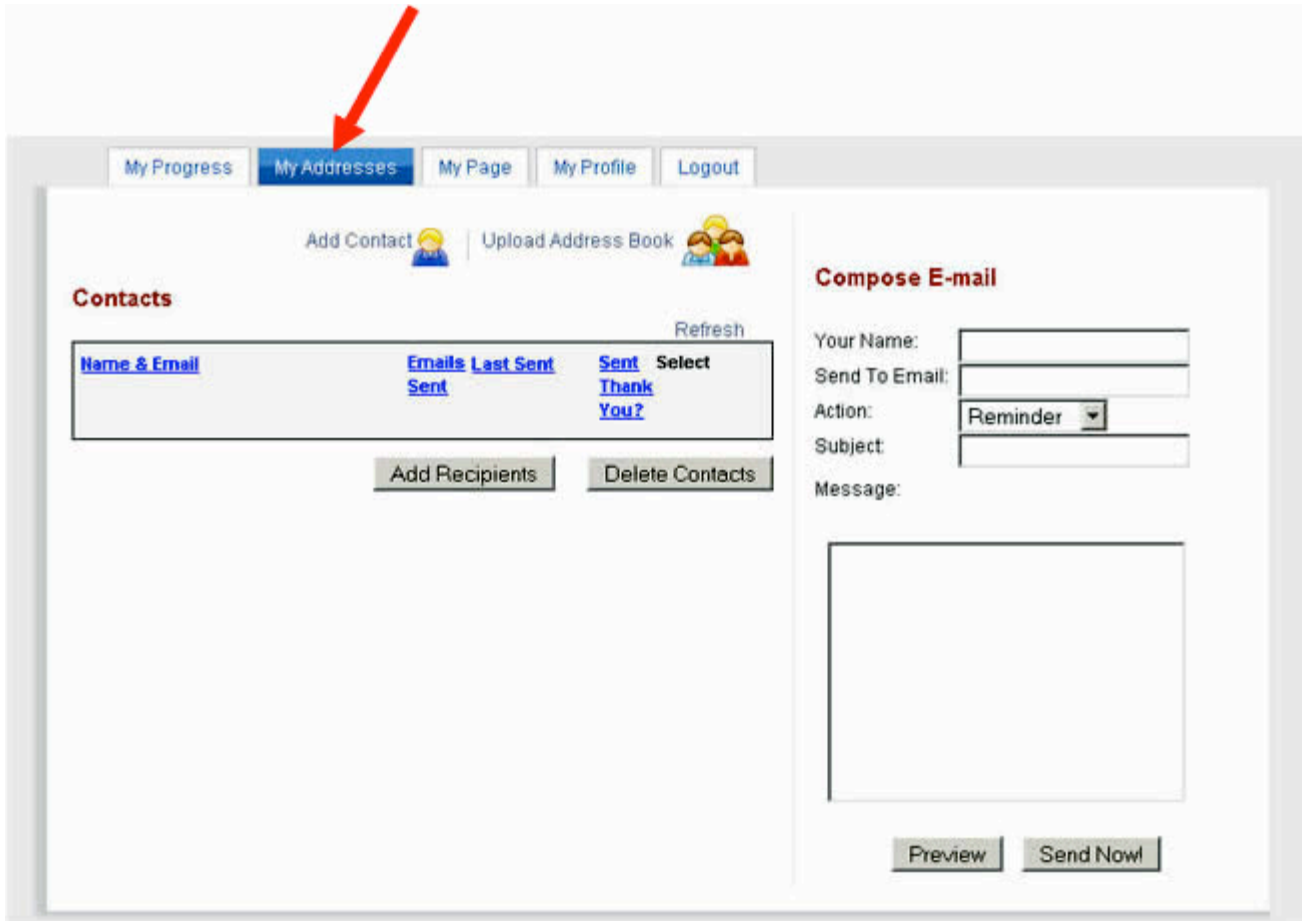 My Progress My Addresses My Page My Profile Logout
Add Contact Upload Address Book
Contacts
Refresh
Name & Email Emails Sent Last Sent Sent Thank You? Select
Add Recipients Delete Contacts
Compose E-mail
Your Name:
Send To Email:
Action: Reminder
Subject:
Message:
Preview Send Now!